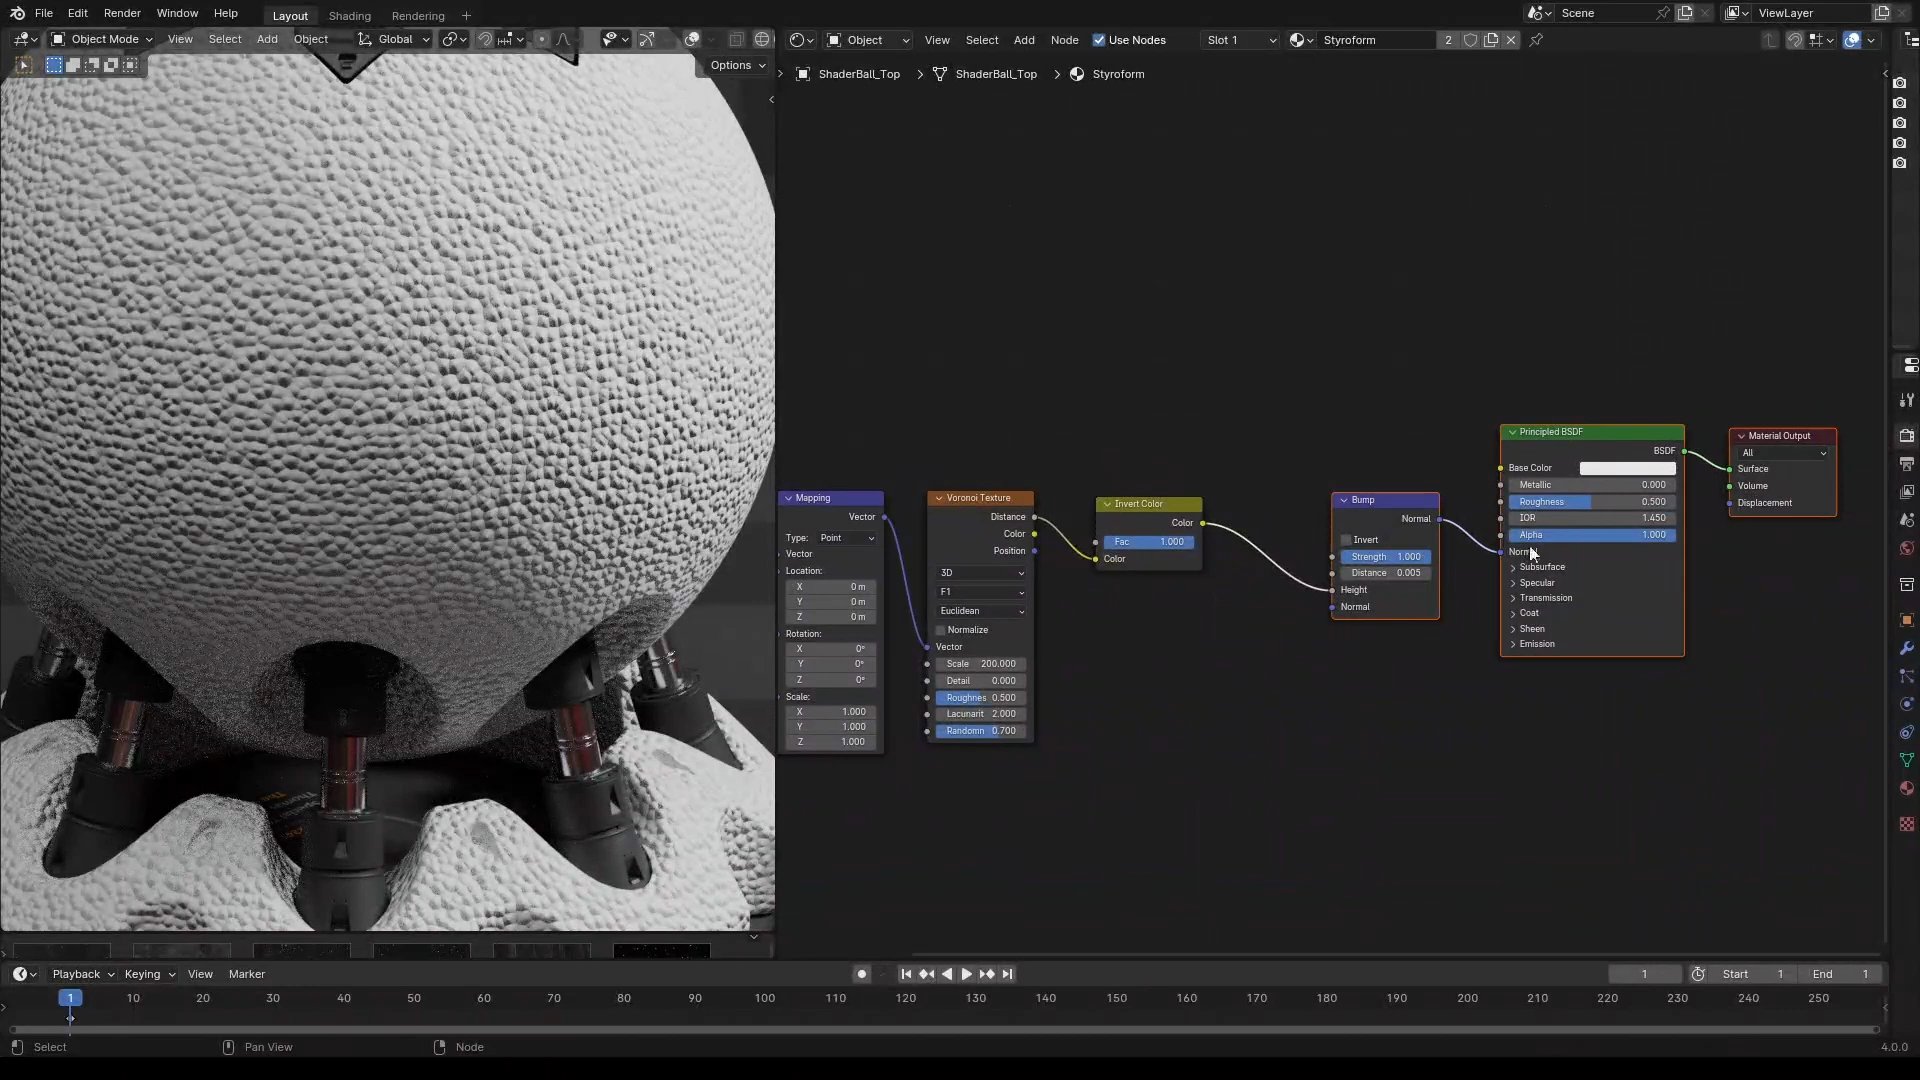 File Edit Render Window Help Layout Shading Rendering + Scene ViewLayer
Object Mode View Select Add Object Global Object View Select Add Node Use Nodes Slot 1 Styroform 2
Options
ShaderBall_Top > ShaderBall_Top > Styroform
Principled BSDF
BSDF
Base Color
Metallic 0.000
Roughness 0.500
IOR 1.450
Alpha 1.000
Subsurface
Specular
Transmission
Coat
Sheen
Emission
Material Output
All
Surface
Volume
Displacement
Mapping
Vector
Type: Point
Vector
Location:
X 0 m
Y 0 m
Z 0 m
Rotation:
X 0°
Y 0°
Z 0°
Scale:
X 1.000
Y 1.000
Z 1.000
Voronoi Texture
Distance
Color
Position
3D
F1
Euclidean
Normalize
Vector
Scale 200.000
Detail 0.000
Roughnes 0.500
Lacunarit 2.000
Randomn 0.700
Invert Color
Color
Fac 1.000
Color
Bump
Normal
Invert
Strength 1.000
Distance 0.005
Height
Normal
Playback Keying View Marker 1 Start 1 End 1
1 10 20 30 40 50 60 70 80 90 100 110 120 130 140 150 160 170 180 190 200 210 220 230 240 250
Select Pan View Node 4.0.0